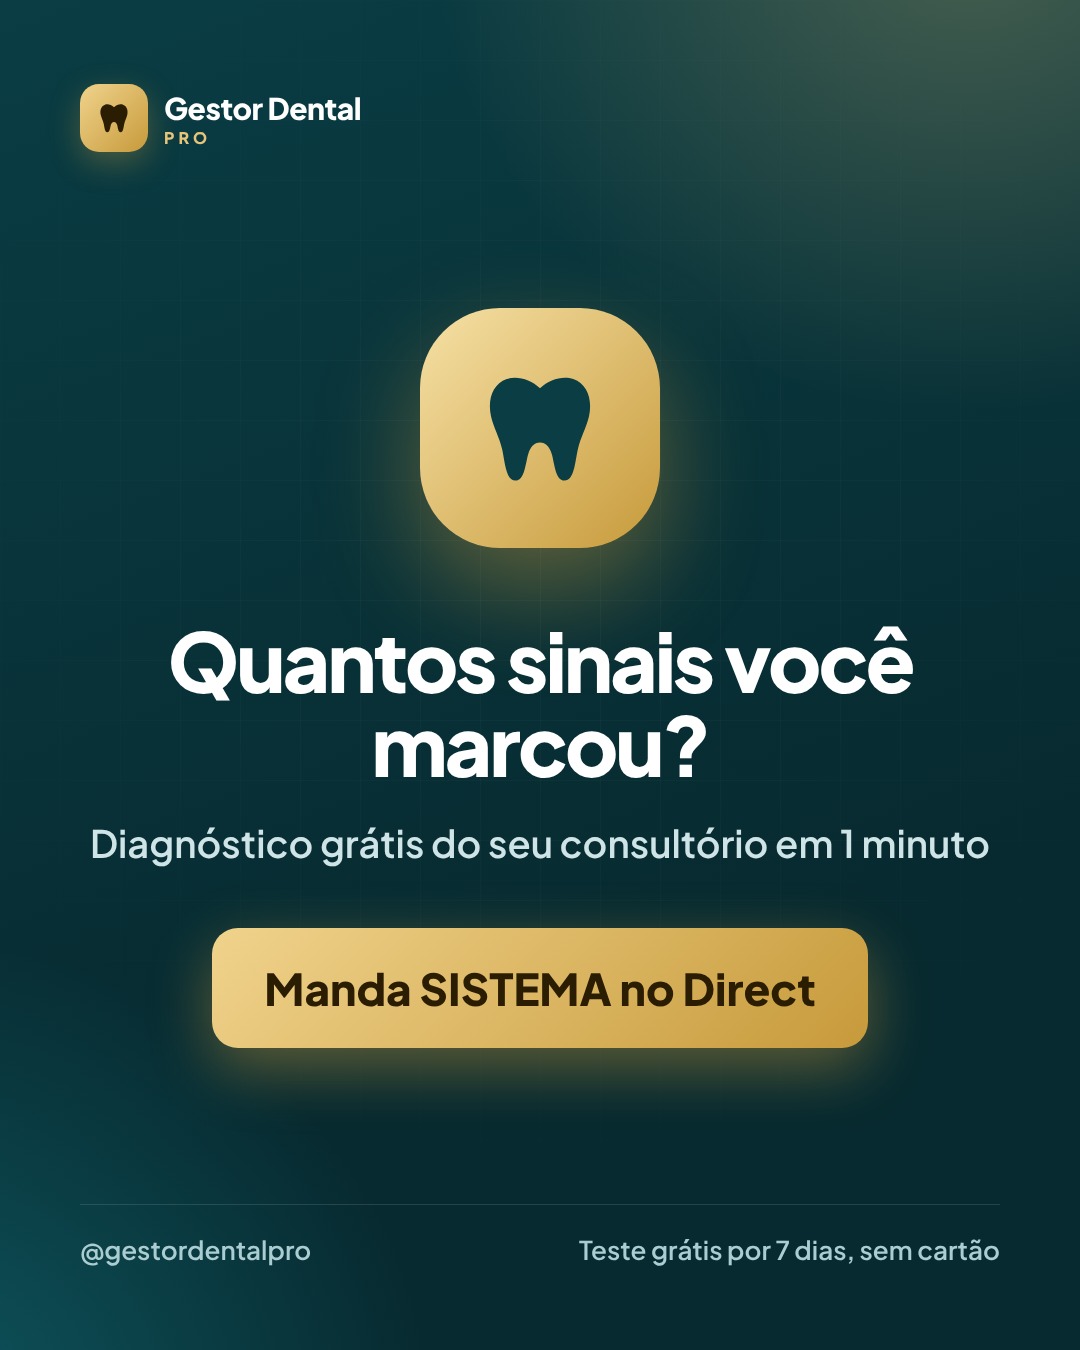 Gestor Dental
PRO
Quantos sinais você
marcou?
Diagnóstico grátis do seu consultório em 1 minuto
Manda SISTEMA no Direct
@gestordentalpro
Teste grátis por 7 dias, sem cartão